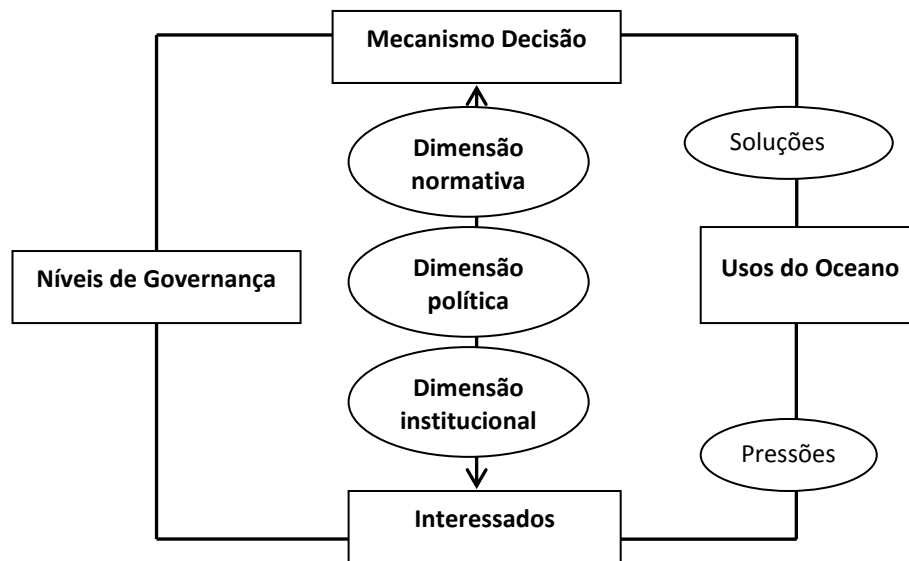 Mecanismo Decisão
Dimensão
normativa
Soluções
Níveis de Governança
Dimensão
política
Usos do Oceano
Dimensão
institucional
Pressões
Interessados